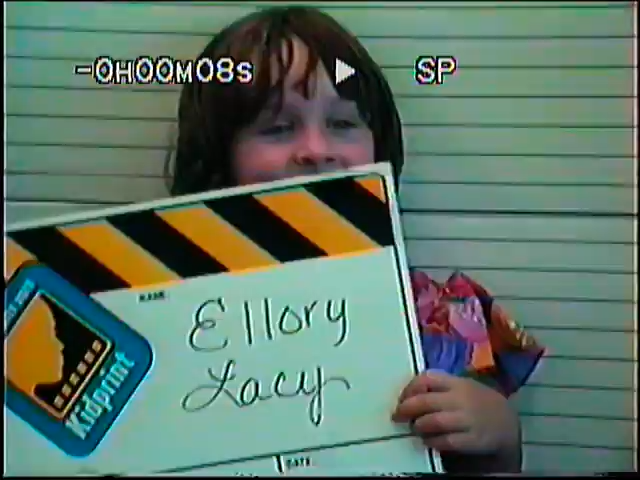 -0H00M08S ▶ SP
NAME
Ellory
Lacy
Kidprint
DATE